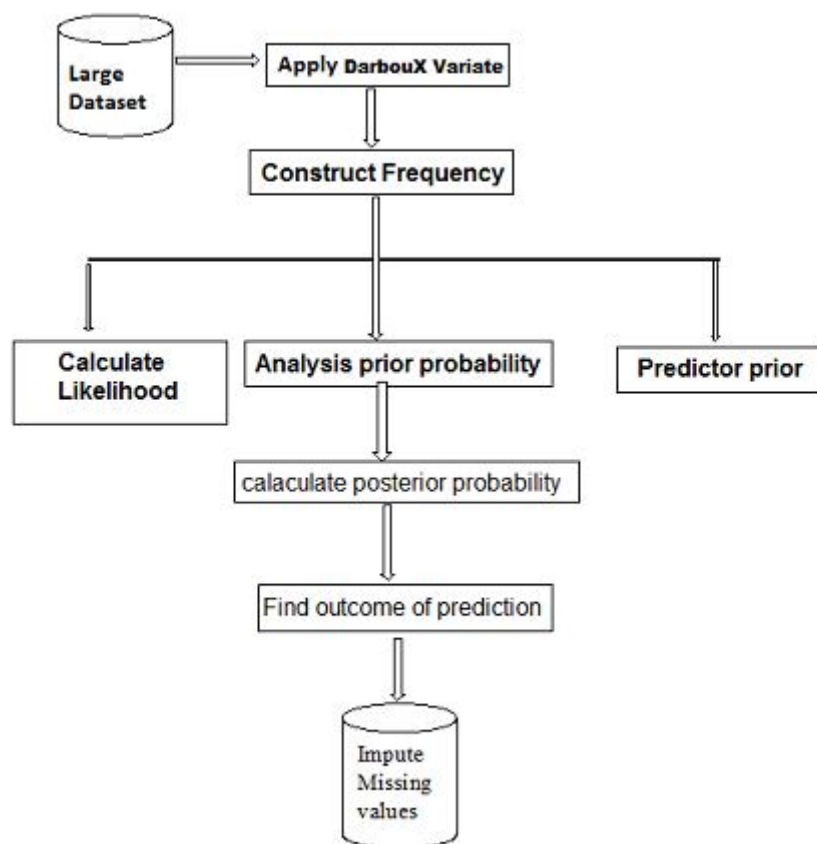 Large
Dataset
Apply DarbouX Variate
Construct Frequency
Calculate
Likelihood
Analysis prior probability
Predictor prior
calaculate posterior probability
Find outcome of prediction
Impute
Missing
values